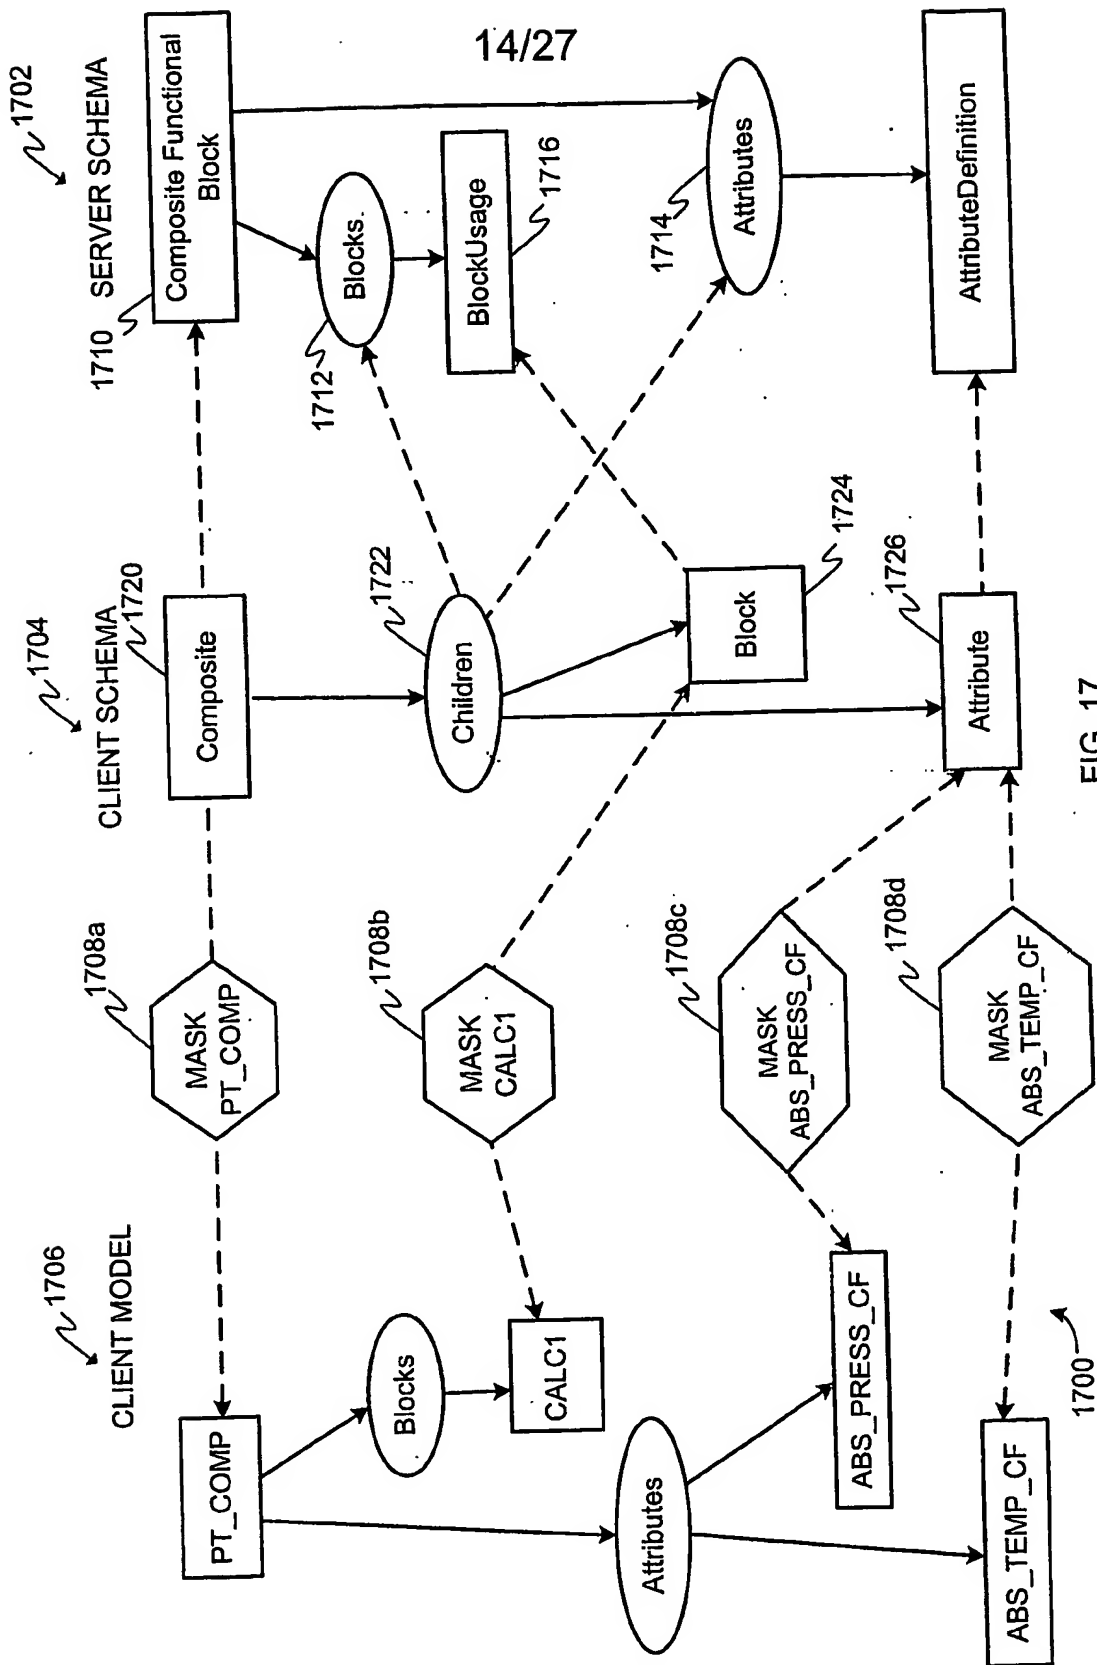 14/27
1706
CLIENT MODEL
1704
CLIENT SCHEMA
1702
SERVER SCHEMA
PT_COMP
1708a
MASK
PT_COMP
1720
Composite
1710
Composite Functional
Block
Blocks
CALC1
1708b
MASK
CALC1
1722
Children
1712
Blocks.
BlockUsage
1716
Block
1724
Attributes
ABS_PRESS_CF
1708c
MASK
ABS_PRESS_CF
1714
Attributes
ABS_TEMP_CF
1708d
MASK
ABS_TEMP_CF
Attribute
1726
AttributeDefinition
1700
FIG. 17